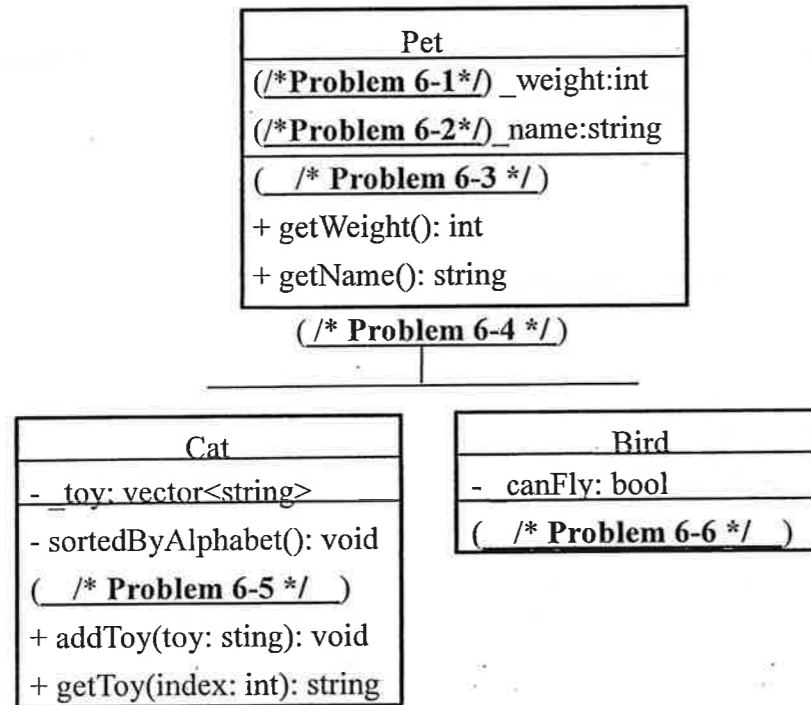 Pet
(/*Problem 6-1*/) _weight:int
(/*Problem 6-2*/)_name:string
( /* Problem 6-3 */ )
+ getWeight(): int
+ getName(): string
( /* Problem 6-4 */ )
Cat
- _toy: vector<string>
- sortedByAlphabet(): void
( /* Problem 6-5 */ )
+ addToy(toy: sting): void
+ getToy(index: int): string
Bird
- _canFly: bool
( /* Problem 6-6 */ )